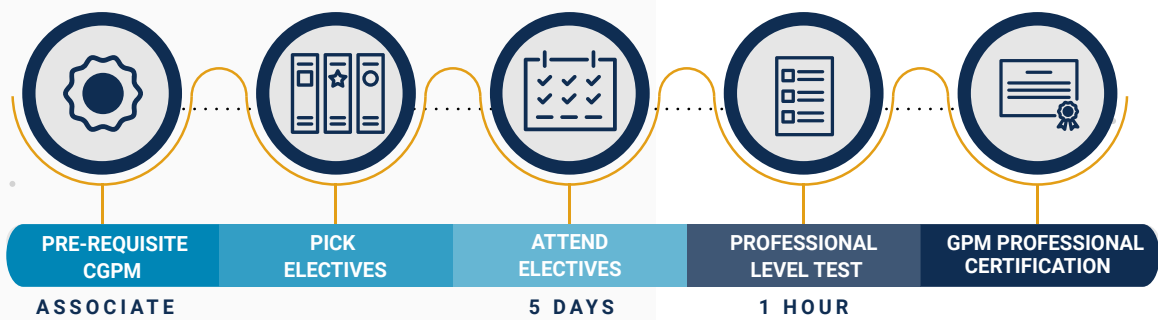 PRE-REQUISITE
CGPM
PICK
ELECTIVES
ATTEND
ELECTIVES
PROFESSIONAL
LEVEL TEST
GPM PROFESSIONAL
CERTIFICATION
ASSOCIATE
5 DAYS
1 HOUR